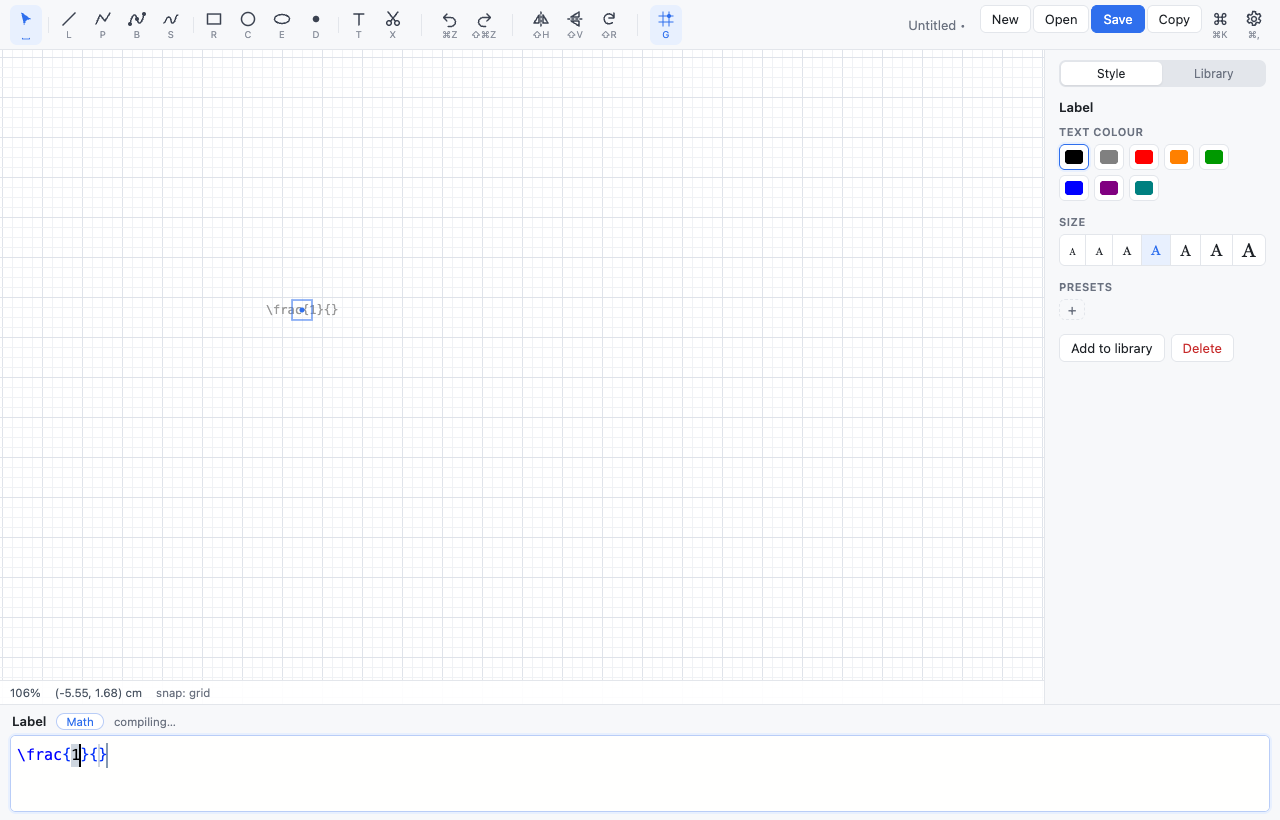 L P B S R C E D T X ⌘Z ⇧⌘Z ⇧H ⇧V ⇧R G
Untitled •
New Open Save Copy
⌘K ⌘,
Style Library
Label
TEXT COLOUR
SIZE
A A A A A A A
PRESETS
+
Add to library Delete
\frac{1}{}
106% (-5.55, 1.68) cm snap: grid
Label Math compiling...
\frac{1}{}